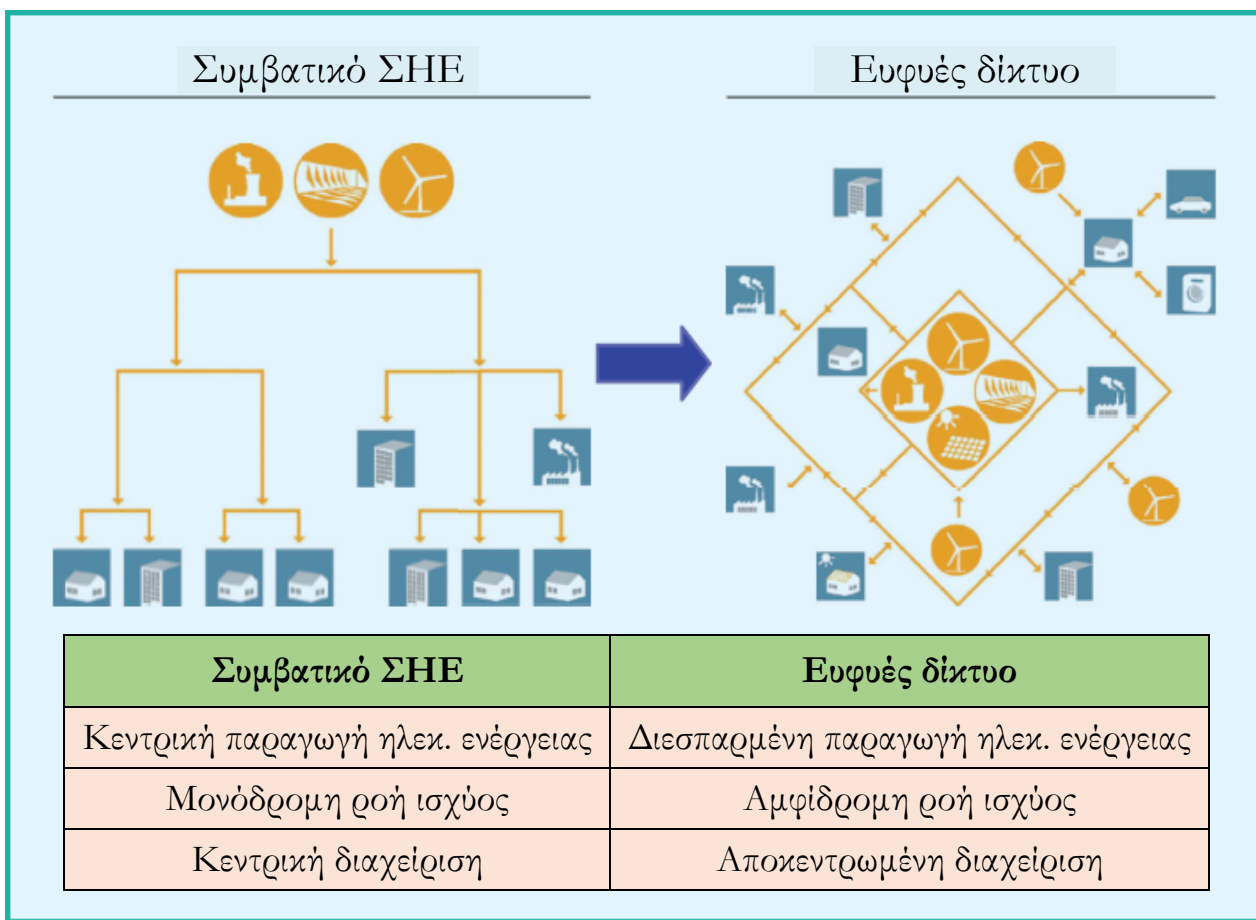 Συμβατικό ΣΗΕ
Ευφυές δίκτυο
Συμβατικό ΣΗΕ
Ευφυές δίκτυο
Κεντρική παραγωγή ηλεκ. ενέργειας
Διεσπαρμένη παραγωγή ηλεκ. ενέργειας
Μονόδρομη ροή ισχύος
Αμφίδρομη ροή ισχύος
Κεντρική διαχείριση
Αποκεντρωμένη διαχείριση